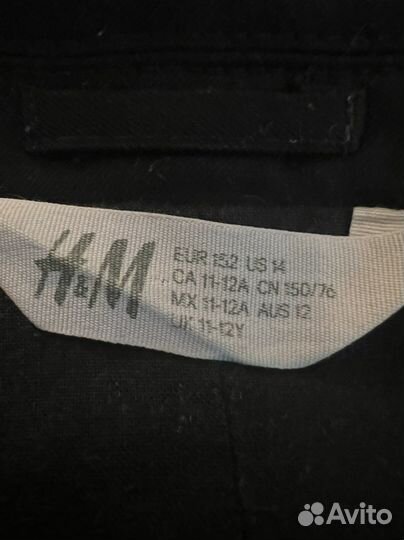 H&M
EUR 152 US 14
CA 11-12A CN 150/76
MX 11-12A AUS 12
UK 11-12Y
Avito